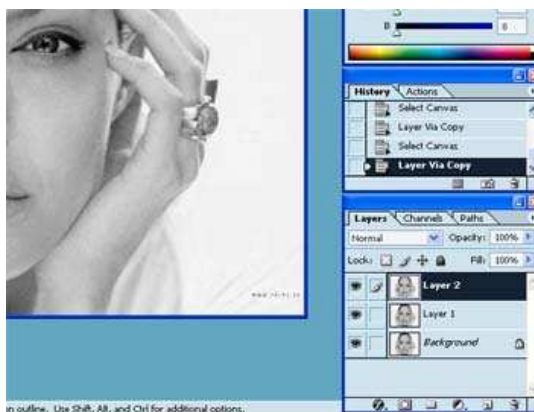 B
0
History Actions
Select Canvas
Layer Via Copy
Select Canvas
Layer Via Copy
Layers Channels Paths
Normal Opacity: 100%
Lock: Fill: 100%
Layer 2
Layer 1
Background
n outline. Use Shift, Alt, and Ctrl for additional options.